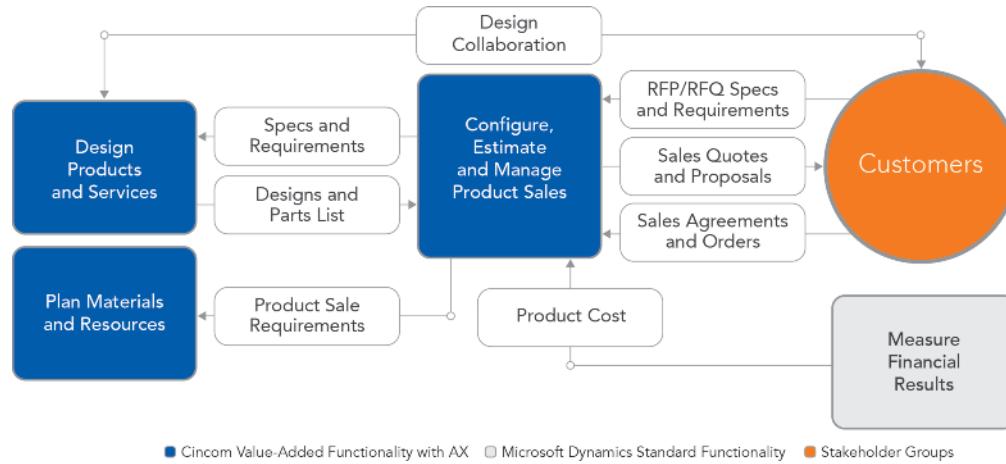 Design
Collaboration
RFP/RFQ Specs
and Requirements
Specs and
Requirements
Configure,
Estimate
and Manage
Product Sales
Design
Products
and Services
Sales Quotes
and Proposals
Customers
Designs and
Parts List
Sales Agreements
and Orders
Plan Materials
and Resources
Product Sale
Requirements
Product Cost
Measure
Financial
Results
Cincom Value-Added Functionality with AX
Microsoft Dynamics Standard Functionality
Stakeholder Groups